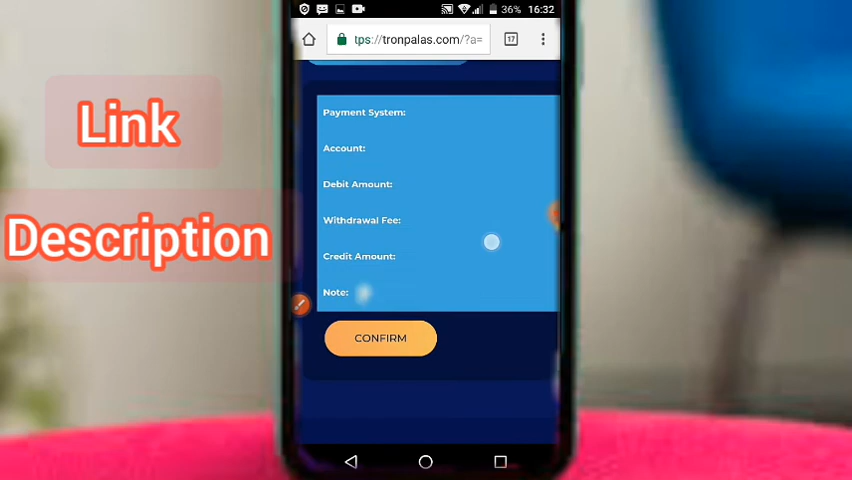 36% 16:32
tps://tronpalas.com/?a=
17
Link
Description
Payment System:
Account:
Debit Amount:
Withdrawal Fee:
Credit Amount:
Note:
CONFIRM